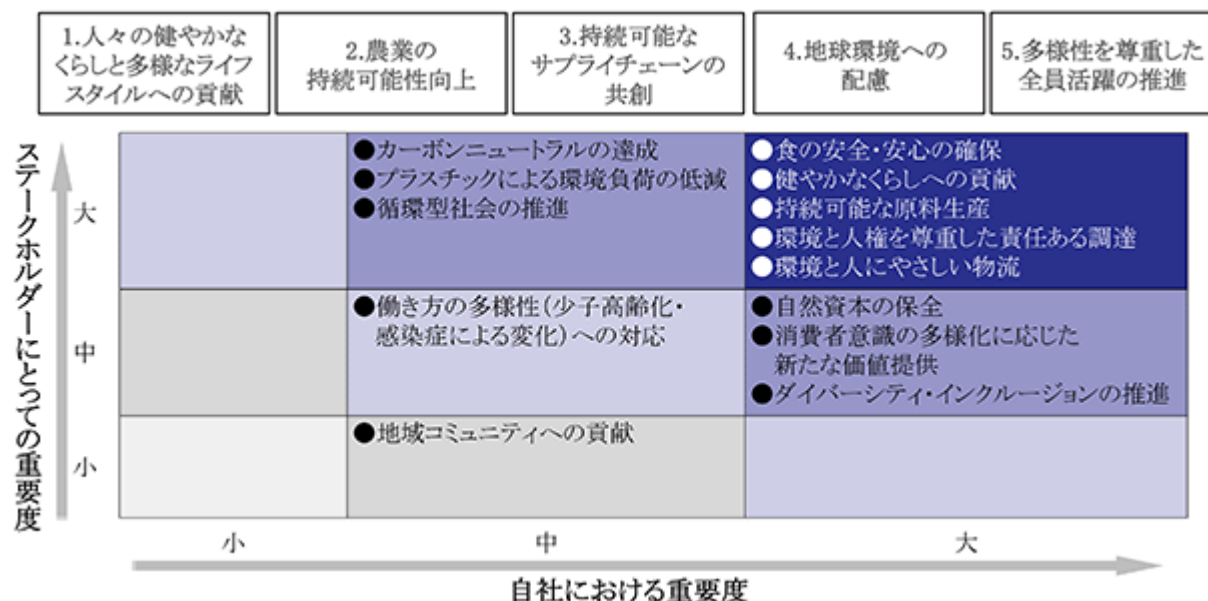 1.人々の健やかな
くらしと多様なライフ
スタイルへの貢献
2.農業の
持続可能性向上
3.持続可能な
サプライチェーンの
共創
4.地球環境への
配慮
5.多様性を尊重した
全員活躍の推進
ステークホルダーにとっての重要度
大
●カーボンニュートラルの達成
●プラスチックによる環境負荷の低減
●循環型社会の推進
●食の安全・安心の確保
●健やかなくらしへの貢献
●持続可能な原料生産
●環境と人権を尊重した責任ある調達
●環境と人にやさしい物流
中
●働き方の多様性(少子高齢化・
感染症による変化)への対応
●自然資本の保全
●消費者意識の多様化に応じた
新たな価値提供
●ダイバーシティ・インクルージョンの推進
小
●地域コミュニティへの貢献
小
中
大
自社における重要度